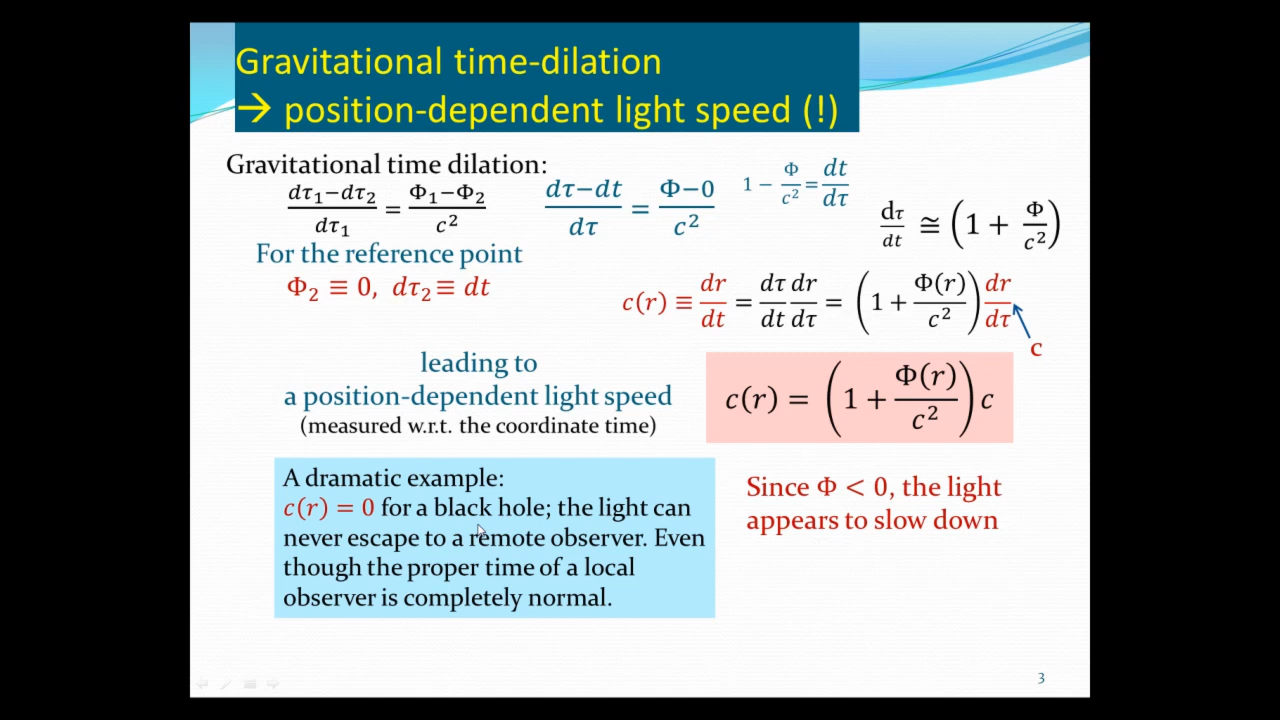 Gravitational time-dilation
→ position-dependent light speed (!)
Gravitational time dilation:
(dτ₁−dτ₂)/dτ₁ = (Φ₁−Φ₂)/c²
(dτ−dt)/dτ = (Φ−0)/c²
1 − Φ/c² = dt/dτ
dτ/dt ≅ (1 + Φ/c²)
For the reference point
Φ₂ ≡ 0, dτ₂ ≡ dt
c(r) ≡ dr/dt = dτ/dt dr/dτ = (1 + Φ(r)/c²) dr/dτ
c
leading to
a position-dependent light speed
(measured w.r.t. the coordinate time)
c(r) = (1 + Φ(r)/c²) c
A dramatic example:
c(r) = 0 for a black hole; the light can
never escape to a remote observer. Even
though the proper time of a local
observer is completely normal.
Since Φ < 0, the light
appears to slow down
3